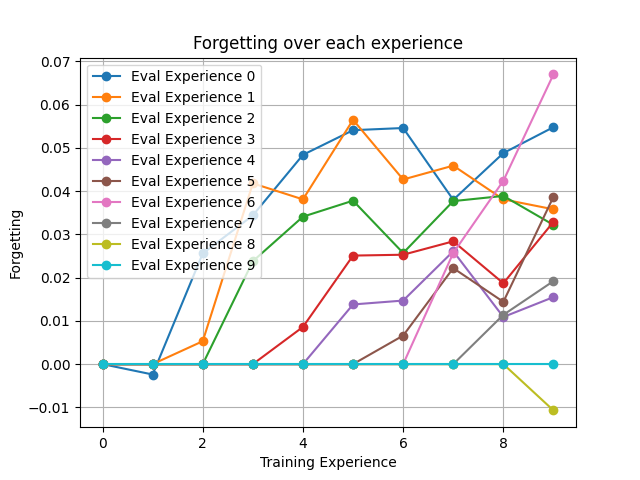 Forgetting over each experience
0.07
0.06
0.05
0.04
0.03
0.02
0.01
0.00
−0.01
Forgetting
Eval Experience 0
Eval Experience 1
Eval Experience 2
Eval Experience 3
Eval Experience 4
Eval Experience 5
Eval Experience 6
Eval Experience 7
Eval Experience 8
Eval Experience 9
0 2 4 6 8
Training Experience